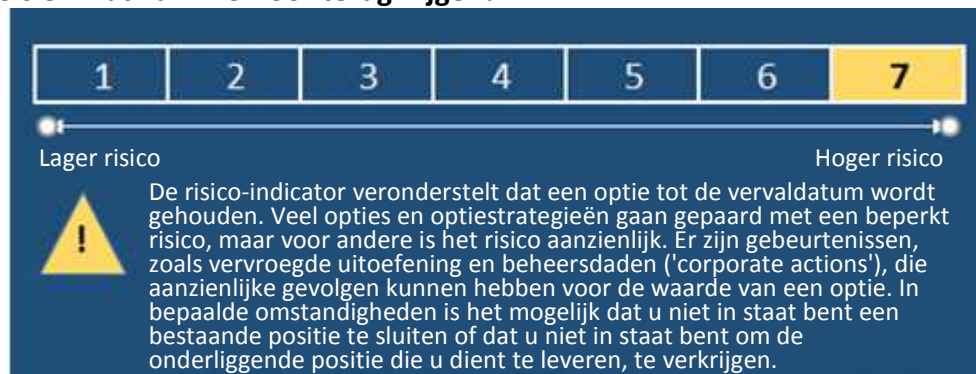 1 2 3 4 5 6 7
Lager risico Hoger risico
De risico-indicator veronderstelt dat een optie tot de vervaldatum wordt
gehouden. Veel opties en optiestrategieën gaan gepaard met een beperkt
! risico, maar voor andere is het risico aanzienlijk. Er zijn gebeurtenissen,
zoals vervroegde uitoefening en beheersdaden ('corporate actions'), die
aanzienlijke gevolgen kunnen hebben voor de waarde van een optie. In
bepaalde omstandigheden is het mogelijk dat u niet in staat bent een
bestaande positie te sluiten of dat u niet in staat bent om de
onderliggende positie die u dient te leveren, te verkrijgen.